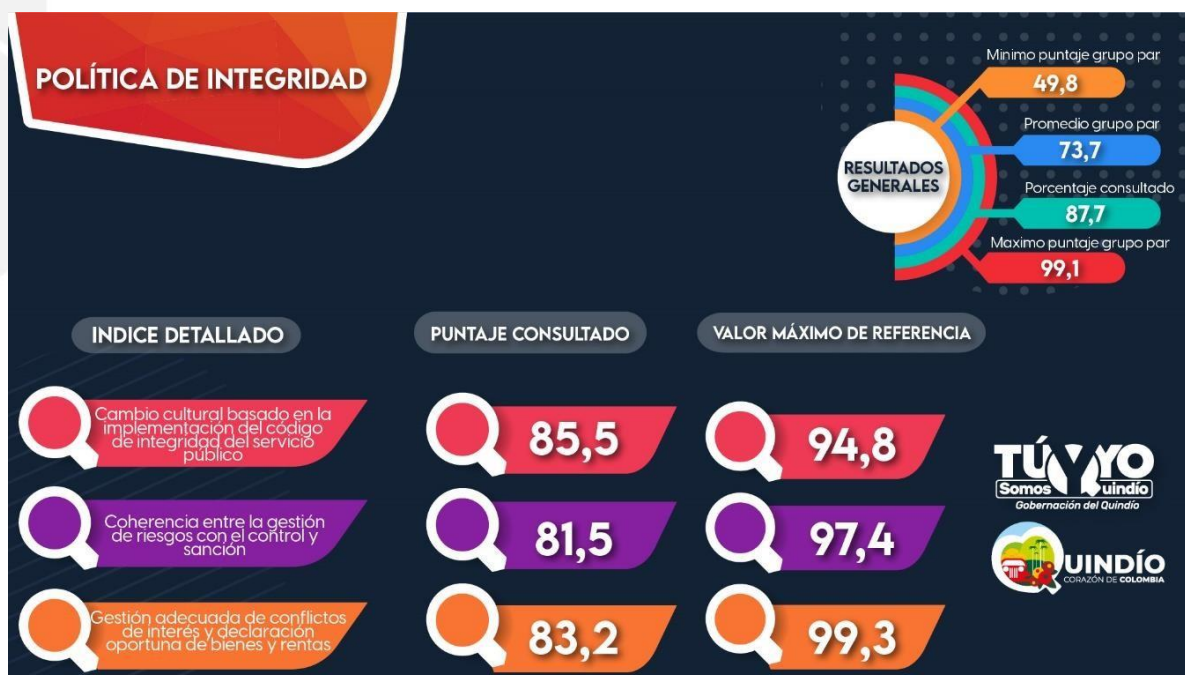 POLÍTICA DE INTEGRIDAD
Minimo puntaje grupo par
49,8
Promedio grupo par
73,7
RESULTADOS
GENERALES
Porcentaje consultado
87,7
Maximo puntaje grupo par
99,1
INDICE DETALLADO
PUNTAJE CONSULTADO
VALOR MÁXIMO DE REFERENCIA
Cambio cultural basado en la
implementación del código
de integridad del servicio
público
85,5
94,8
Coherencia entre la gestión
de riesgos con el control y
sanción
81,5
97,4
Gestión adecuada de conflictos
de interés y declaración
oportuna de bienes y rentas
83,2
99,3
TÚ Y YO
Somos Quindío
Gobernación del Quindío
QUINDÍO
CORAZÓN DE COLOMBIA